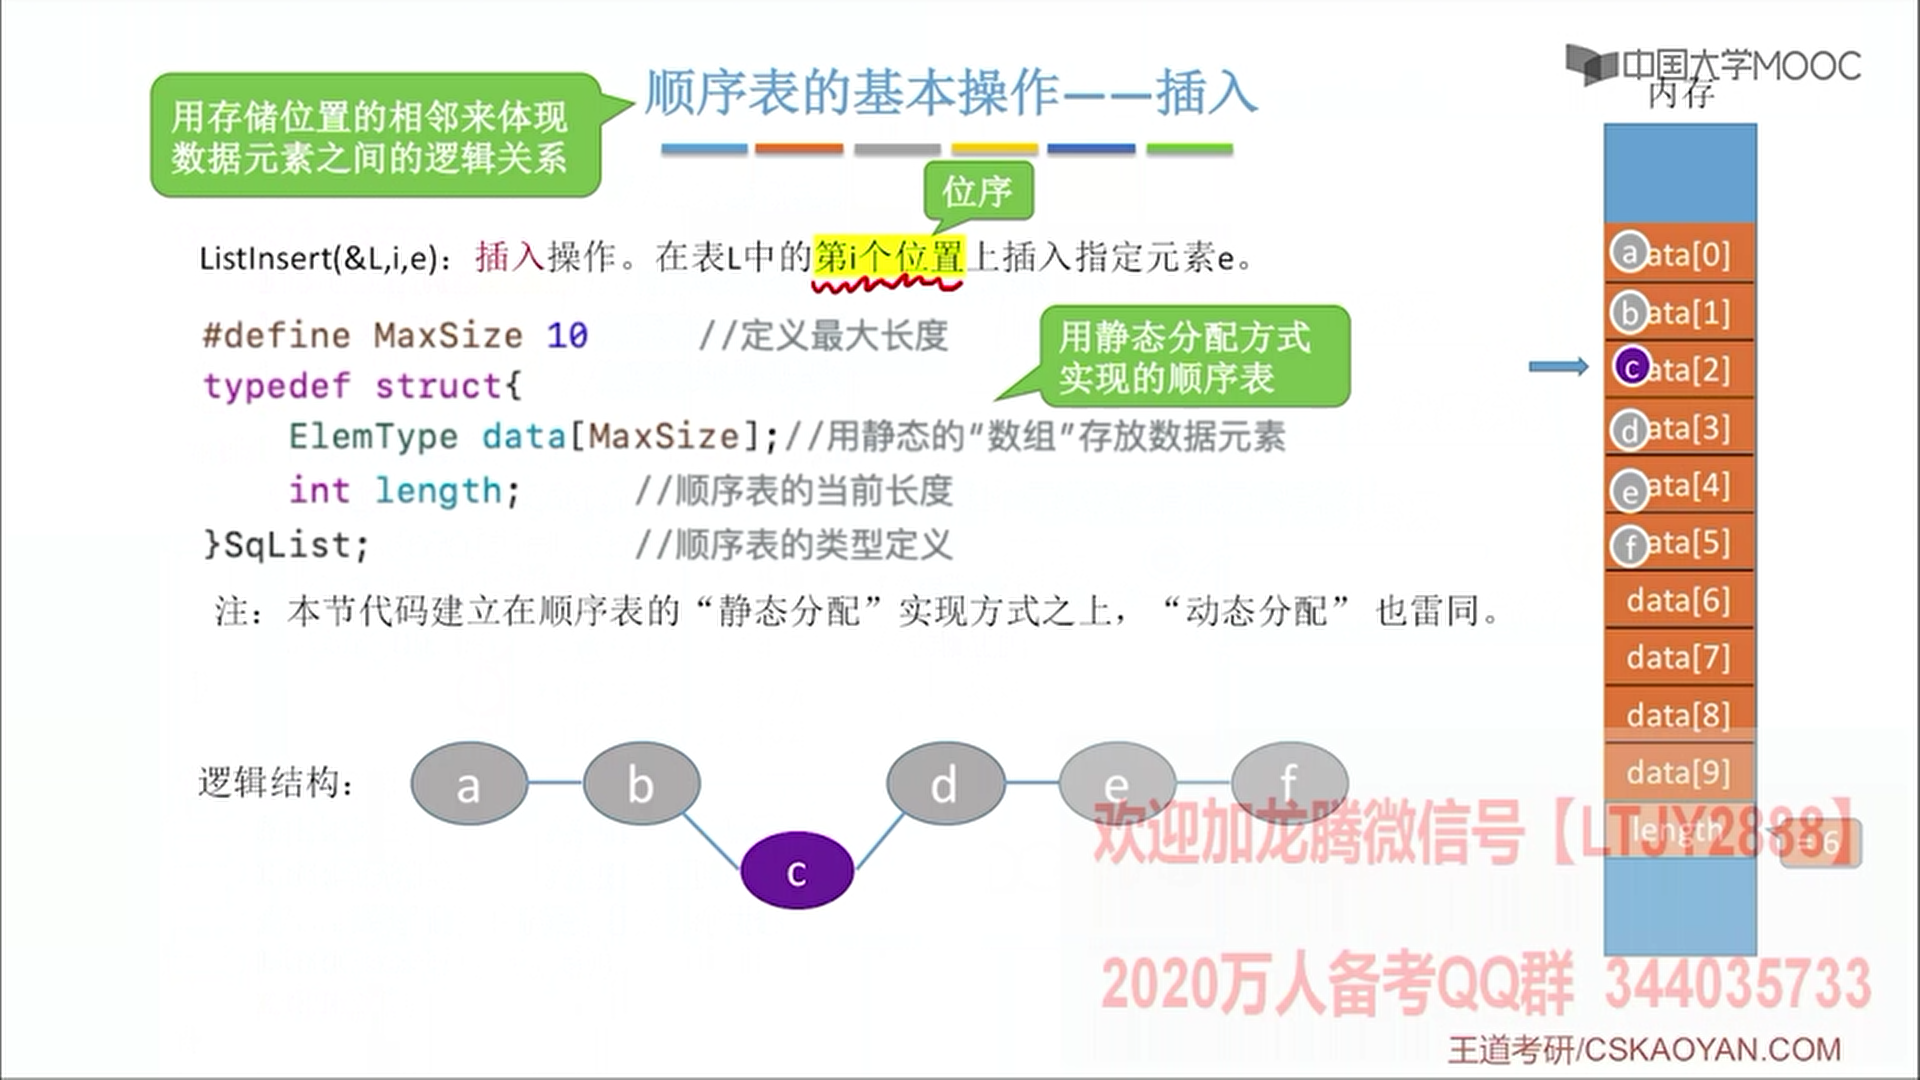 中国大学MOOC
用存储位置的相邻来体现
数据元素之间的逻辑关系
顺序表的基本操作——插入
内存
位序
ListInsert(&L,i,e)：插入操作。在表L中的第i个位置上插入指定元素e。
#define MaxSize 10 //定义最大长度
用静态分配方式
实现的顺序表
typedef struct{
ElemType data[MaxSize];//用静态的"数组"存放数据元素
int length; //顺序表的当前长度
}SqList; //顺序表的类型定义
注：本节代码建立在顺序表的“静态分配”实现方式之上，“动态分配” 也雷同。
a ata[0]
b ata[1]
c ata[2]
d ata[3]
e ata[4]
f ata[5]
data[6]
data[7]
data[8]
data[9]
length
= 6
逻辑结构：
a b c d e f
欢迎加龙腾微信号【LTJY2888】
2020万人备考QQ群 344035733
王道考研/CSKAOYAN.COM